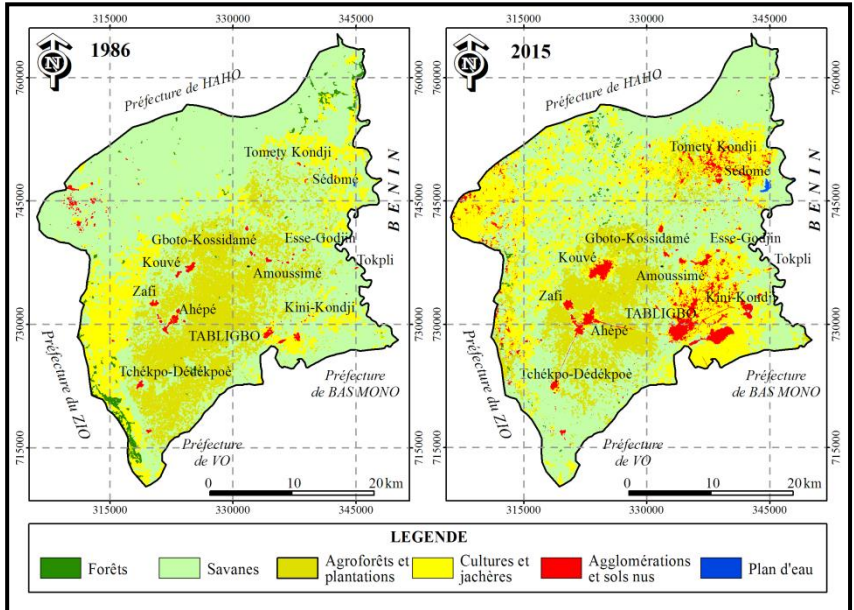 315000 330000 345000
1986
N
Préfecture de HAHO
760000
745000
730000
715000
Tomety Kondji
Sédomé
BENIN
Gboto-Kossidamé
Esse-Godjin
Kouvé
Tokpli
Amoussimé
Zafi
Ahépé
Kini-Kondji
TABLIGBO
Tchékpo-Dédékpoè
Préfecture
de BAS MONO
Préfecture du ZIO
Préfecture
de VO
0 10 20 km
315000 330000 345000
315000 330000 345000
2015
N
Préfecture de HAHO
760000
745000
730000
715000
Tomety Kondji
Sédomé
BENIN
Gboto-Kossidamé
Esse-Godjin
Kouvé
Tokpli
Amoussimé
Zafi
Kini-Kondji
TABLIGBO
Ahépé
Tchékpo-Dédékpoè
Préfecture
de BAS MONO
Préfecture du ZIO
Préfecture
de VO
0 10 20 km
315000 330000 345000
LEGENDE
Forêts
Savanes
Agroforêts et
plantations
Cultures et
jachères
Agglomérations
et sols nus
Plan d'eau